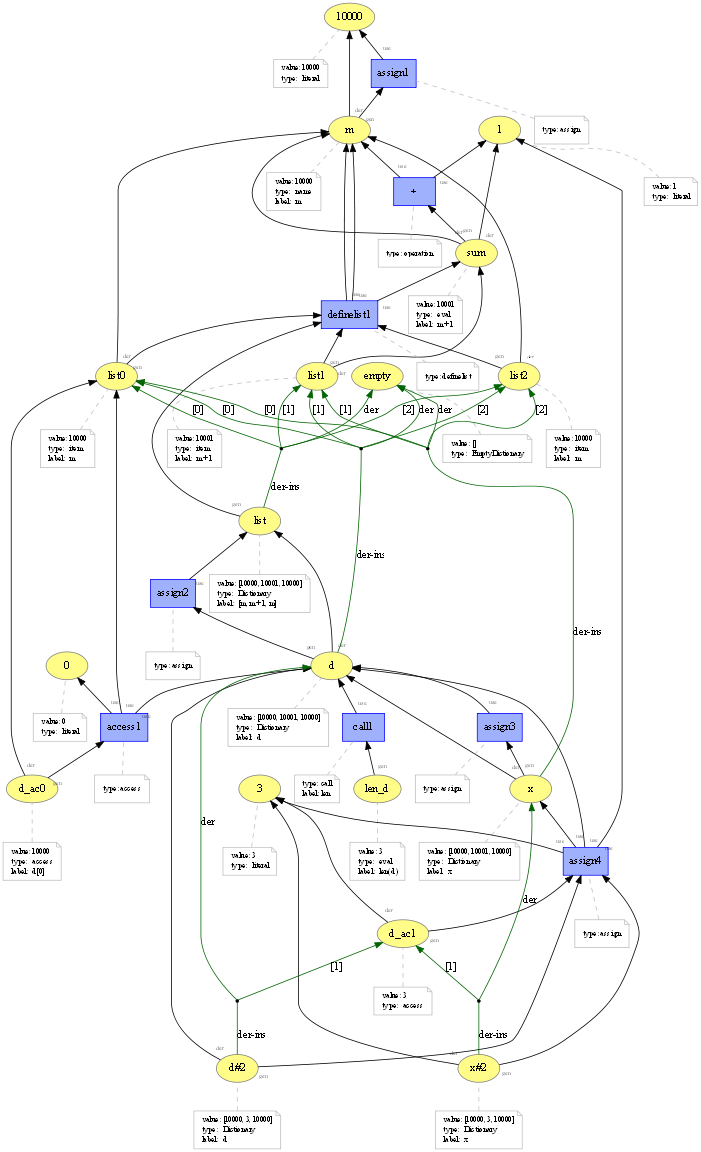 10000
use
value: 10000
type: literal
assign1
der
gen
m
1
type: assign
use
use
value: 10000
type: name
label: m
+
value: 1
type: literal
der
gen
der
sum
type: operation
value: 10001
type: eval
label: m+1
use
definelist1
der
gen
list0
gen
der
list1
empty
gen
list2
type: definelist
[0]
[0]
[0]
[1]
[1]
[1]
der
[2]
der
der
[2]
[2]
value: 10000
type: item
label: m
value: 10001
type: item
label: m+1
value: []
type: EmptyDictionary
value: 10000
type: item
label: m
der-ins
gen
list
der-ins
use
assign2
value: [10000, 10001, 10000]
type: Dictionary
label: [m, m+1, m]
der-ins
type: assign
gen
der
0
d
value: 0
type: literal
use
use
use
access1
value: [10000, 10001, 10000]
type: Dictionary
label: d
use
call1
use
assign3
der
gen
d_ac0
type: access
3
type: call
label: len
gen
len_d
type: assign
der
gen
x
der
value: 10000
type: access
label: d[0]
value: 3
type: literal
value: 3
type: eval
label: len(d)
value: [10000, 10001, 10000]
type: Dictionary
label: x
use
use
use
assign4
der
der
d_ac1
gen
type: assign
[1]
[1]
value: 3
type: access
der-ins
der-ins
der
d#2
gen
der
x#2
gen
value: [10000, 3, 10000]
type: Dictionary
label: d
value: [10000, 3, 10000]
type: Dictionary
label: x